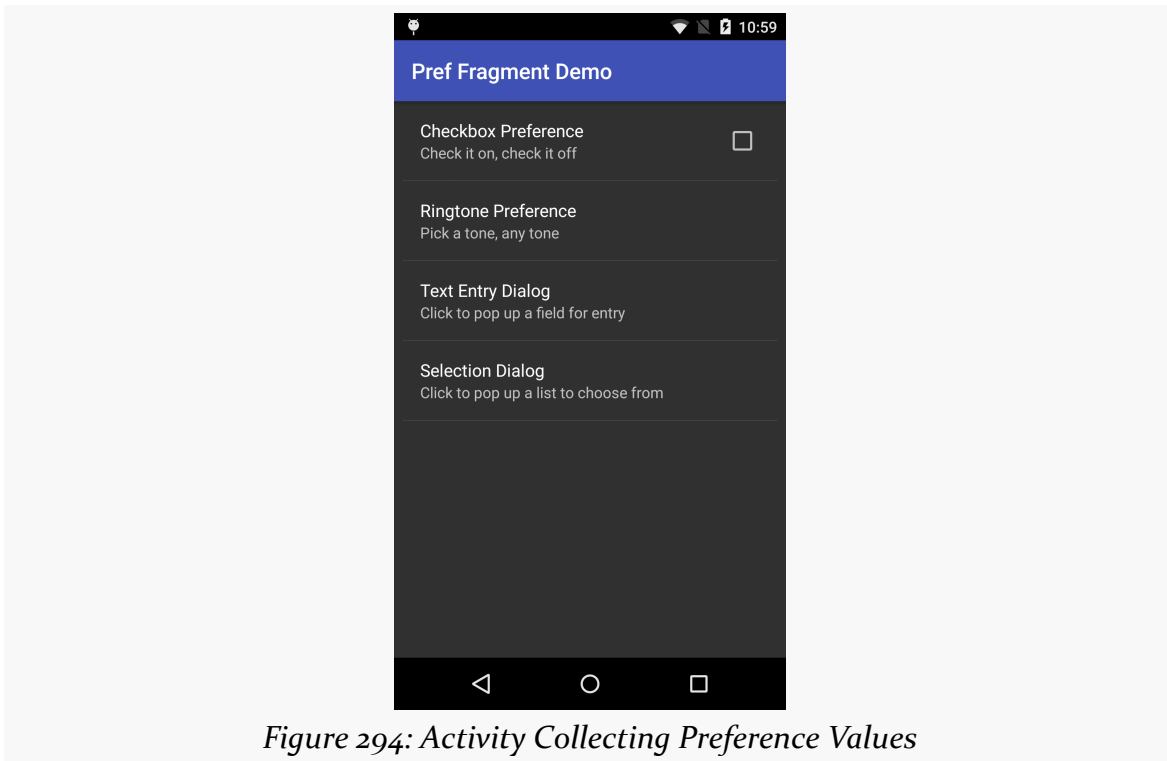 10:59
Pref Fragment Demo
Checkbox Preference
Check it on, check it off
Ringtone Preference
Pick a tone, any tone
Text Entry Dialog
Click to pop up a field for entry
Selection Dialog
Click to pop up a list to choose from
Figure 294: Activity Collecting Preference Values